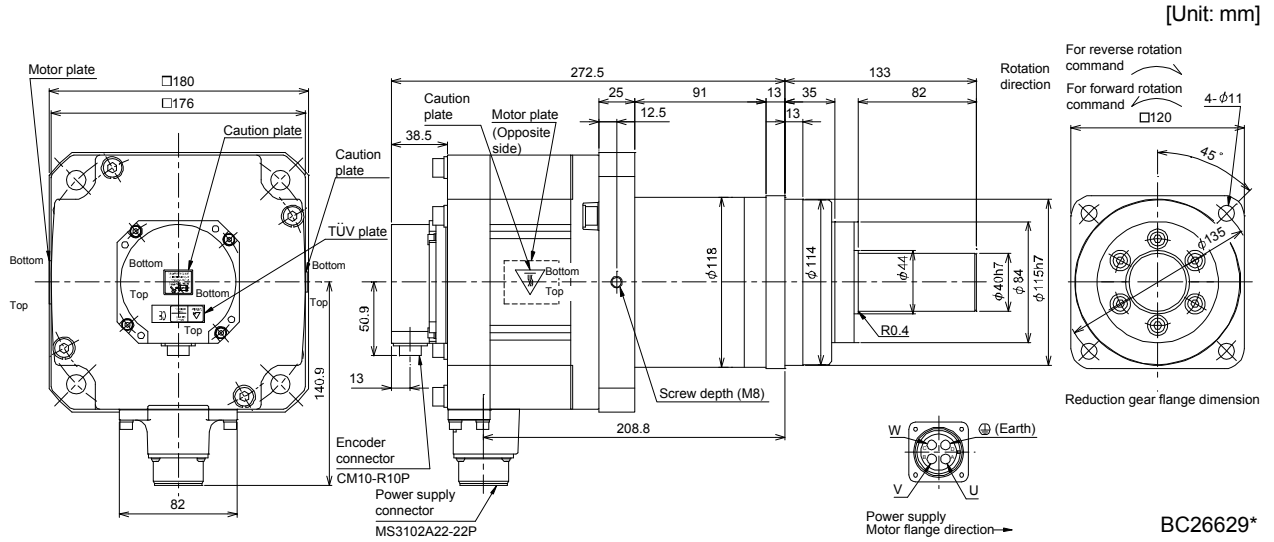 [Unit: mm]
Motor plate
□180
□176
Caution plate
Caution
plate
TÜV plate
Bottom
Top
Bottom
Top
Bottom
Top
Bottom
Top
140.9
82
272.5
133
25
91
13
35
82
12.5
13
38.5
Caution
plate
Motor plate
(Opposite
side)
Bottom
Top
50.9
13
ϕ118
ϕ114
ϕ44
ϕ40h7
ϕ84
ϕ115h7
R0.4
Screw depth (M8)
208.8
Encoder
connector
CM10-R10P
Power supply
connector
MS3102A22-22P
Rotation
direction
For reverse rotation
command
For forward rotation
command
4-ϕ11
□120
45°
ϕ135
Reduction gear flange dimension
W
(Earth)
V
U
Power supply
Motor flange direction
BC26629*